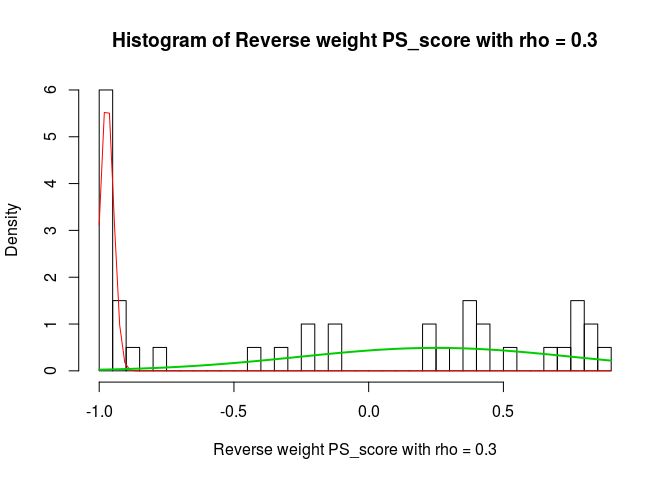 Histogram of Reverse weight PS_score with rho = 0.3
Density
6
5
4
3
2
1
0
-1.0 -0.5 0.0 0.5
Reverse weight PS_score with rho = 0.3